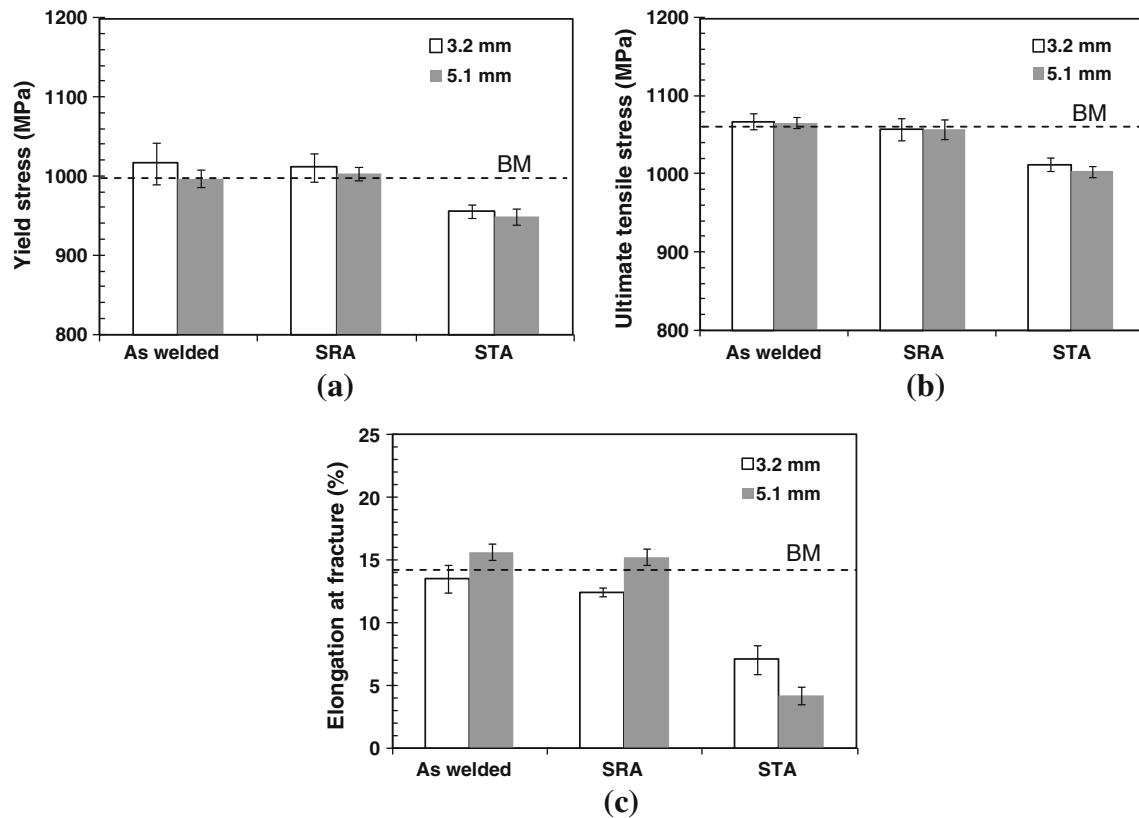 1200
1100
1000
900
800
Yield stress (MPa)
3.2 mm
5.1 mm
BM
As welded SRA STA
(a)
1200
1100
1000
900
800
Ultimate tensile stress (MPa)
3.2 mm
5.1 mm
BM
As welded SRA STA
(b)
25
20
15
10
5
0
Elongation at fracture (%)
3.2 mm
5.1 mm
BM
As welded SRA STA
(c)